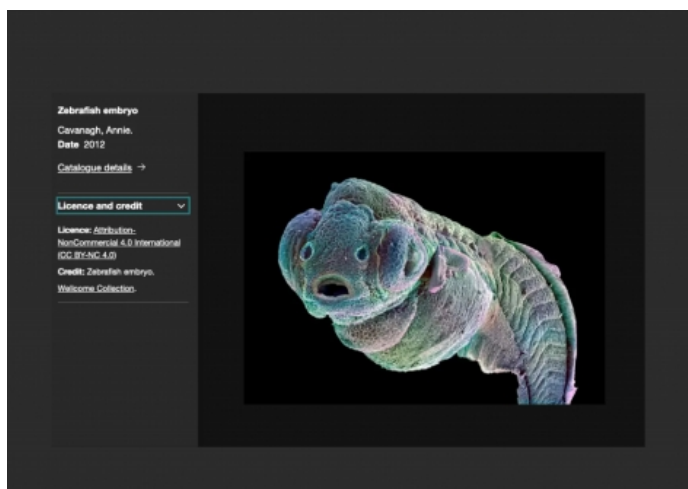 Zebrafish embryo
Cavanagh, Annie.
Date 2012
Catalogue details →
Licence and credit
Licence: Attribution-
NonCommercial 4.0 International
(CC BY-NC 4.0)
Credit: Zebrafish embryo.
Wellcome Collection.